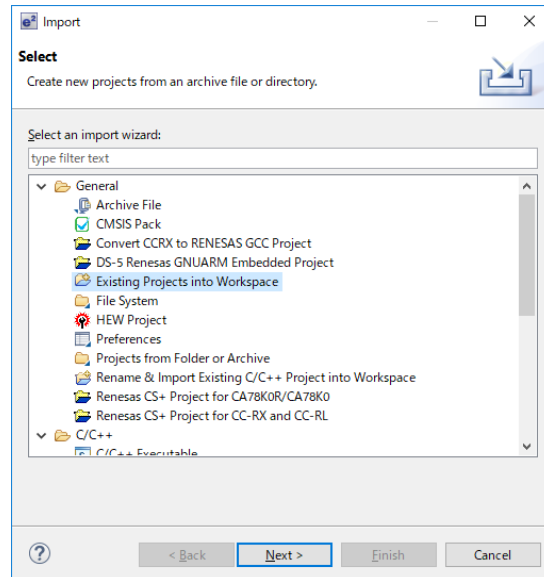 e² Import
Select
Create new projects from an archive file or directory.
Select an import wizard:
type filter text
General
Archive File
CMSIS Pack
Convert CCRX to RENESAS GCC Project
DS-5 Renesas GNUARM Embedded Project
Existing Projects into Workspace
File System
HEW Project
Preferences
Projects from Folder or Archive
Rename & Import Existing C/C++ Project into Workspace
Renesas CS+ Project for CA78K0R/CA78K0
Renesas CS+ Project for CC-RX and CC-RL
C/C++
C/C++ Executable
? < Back Next > Finish Cancel